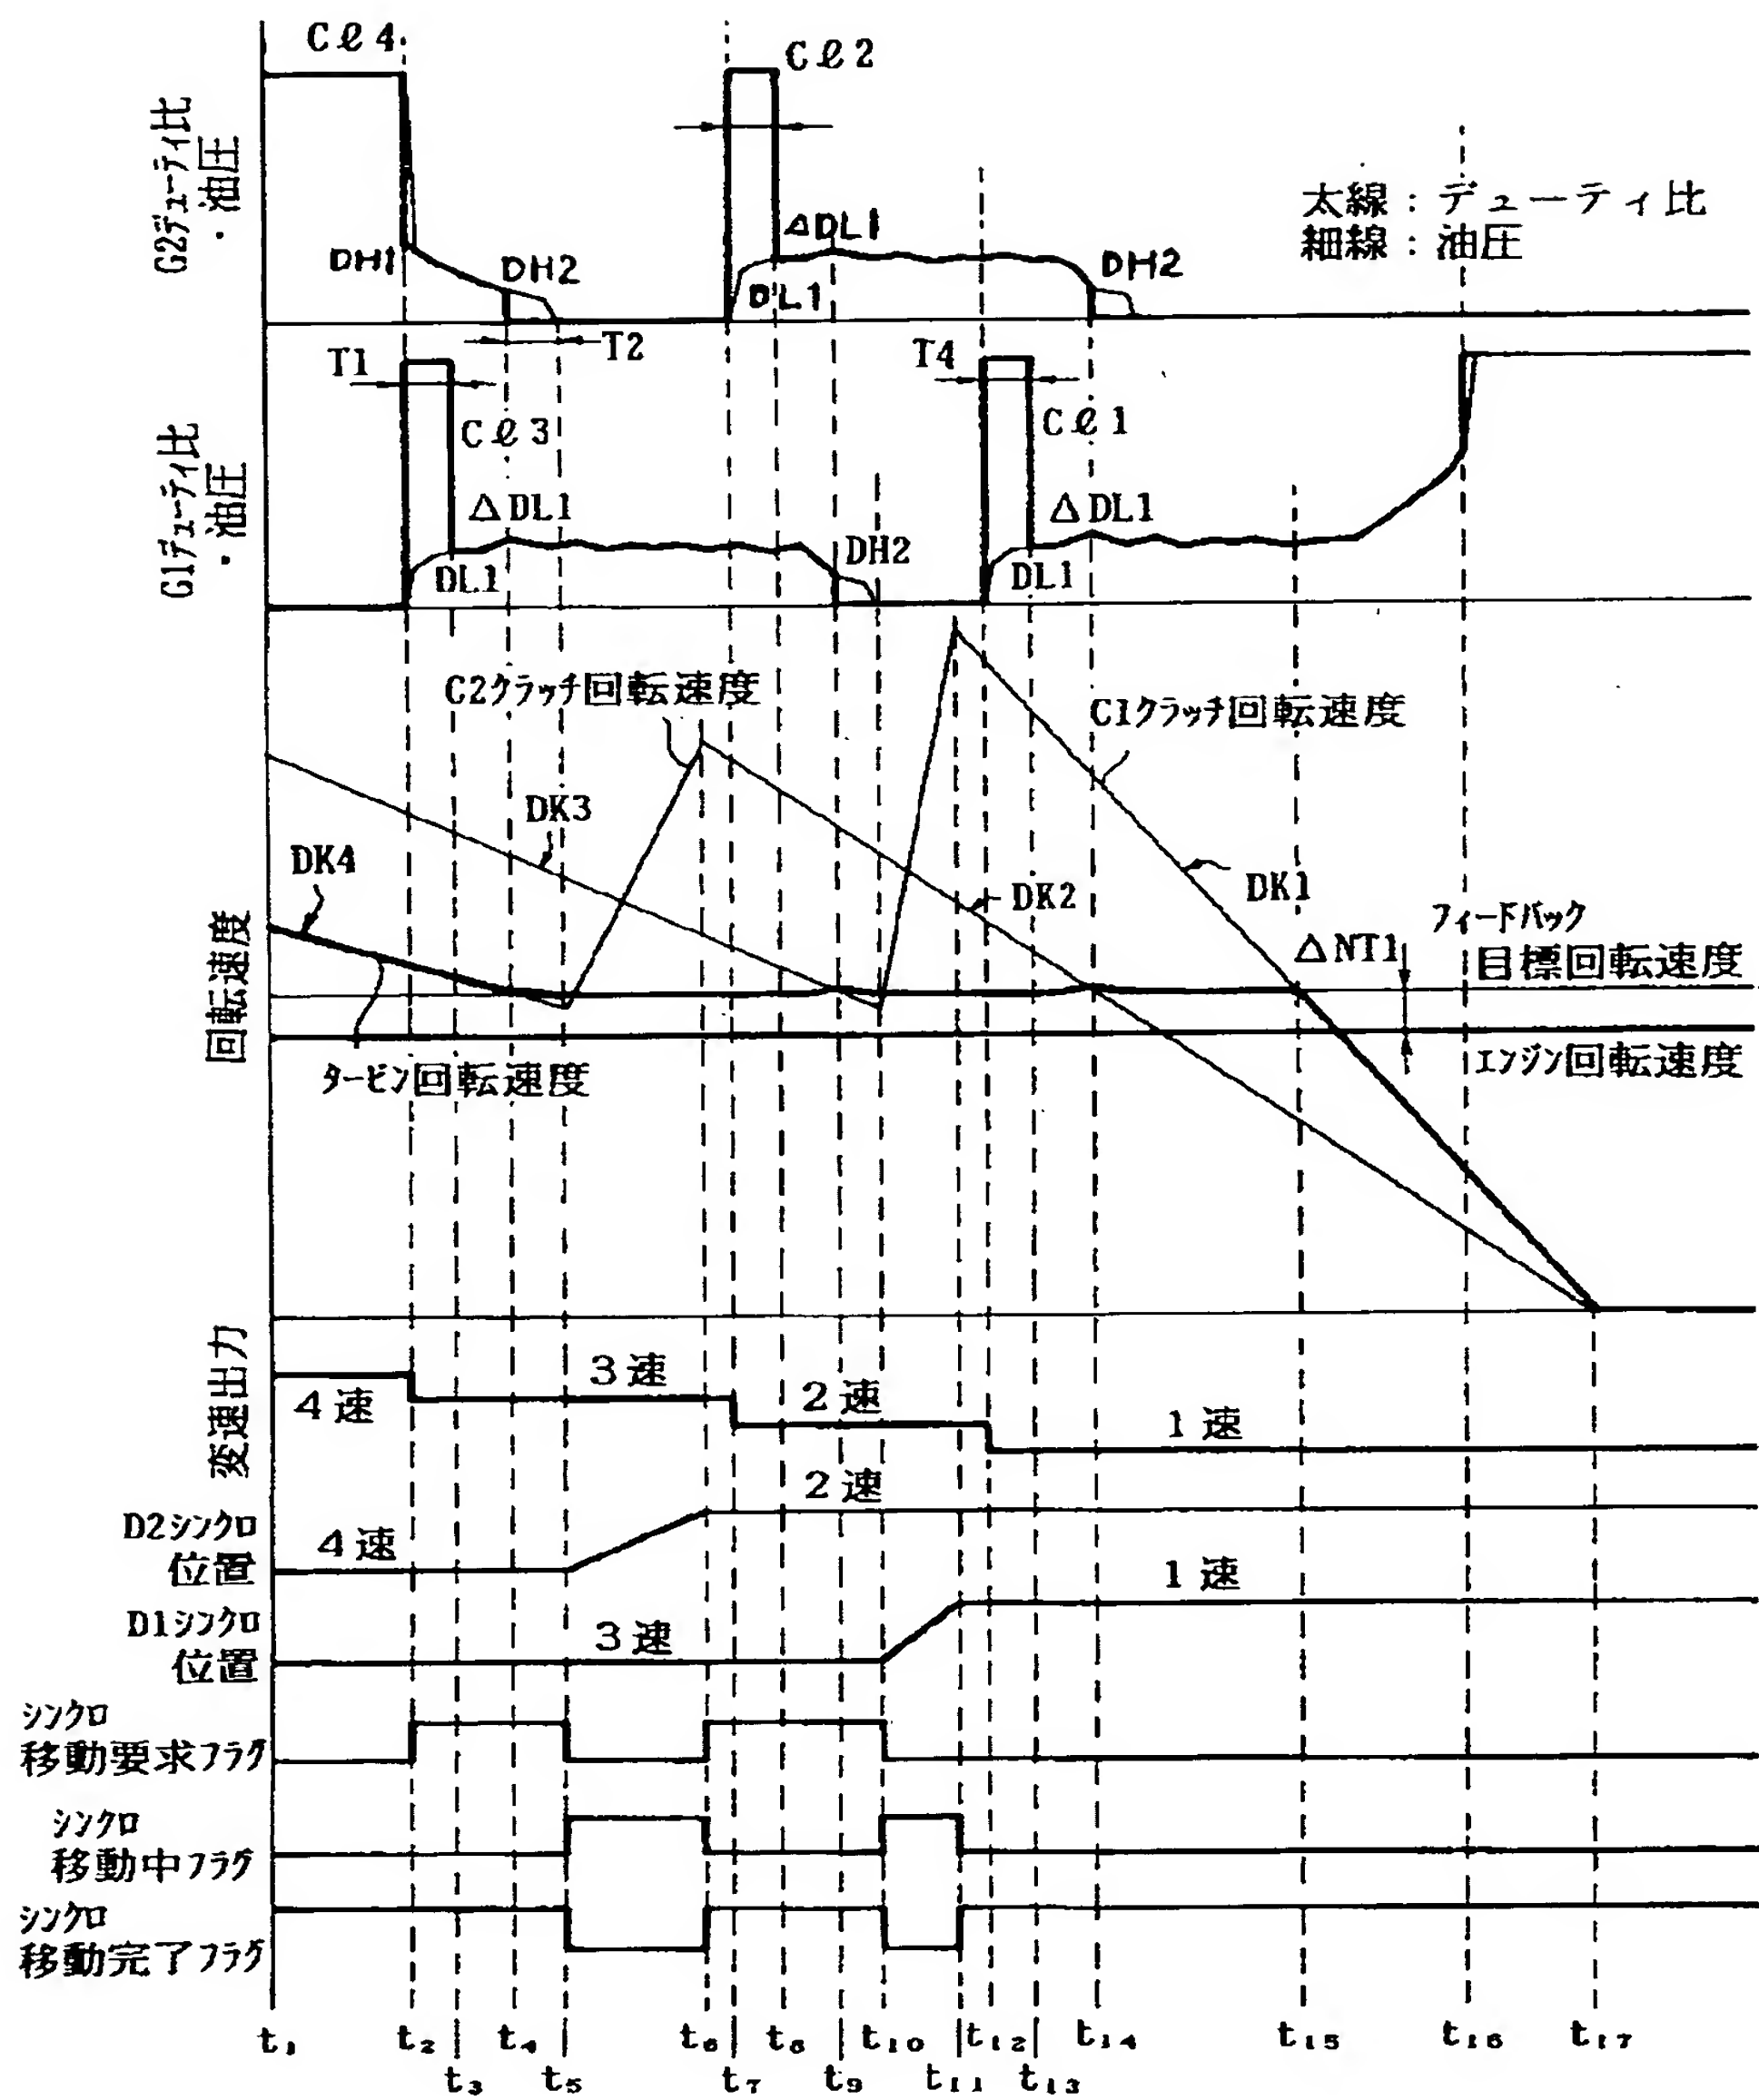 Cℓ4
Cℓ2
G2デューティ比
・油圧
太線：デューティ比
細線：油圧
ΔDL1
DH1
DH2
DL1
DH2
T2
T1
T4
Cℓ3
Cℓ1
G1デューティ比
・油圧
ΔDL1
ΔDL1
DH2
DL1
DL1
C2クラッチ回転速度
C1クラッチ回転速度
DK3
DK4
DK2
DK1
フィードバック
目標回転速度
ΔNT1
回転速度
エンジン回転速度
タービン回転速度
変速出力
4速
3速
2速
1速
D2シンクロ
位置
4速
2速
D1シンクロ
位置
3速
1速
シンクロ
移動要求フラグ
シンクロ
移動中フラグ
シンクロ
移動完了フラグ
t₁ t₂ t₄ t₆ t₈ t₁₀ t₁₂ t₁₄ t₁₅ t₁₆ t₁₇
t₃ t₅ t₇ t₉ t₁₁ t₁₃